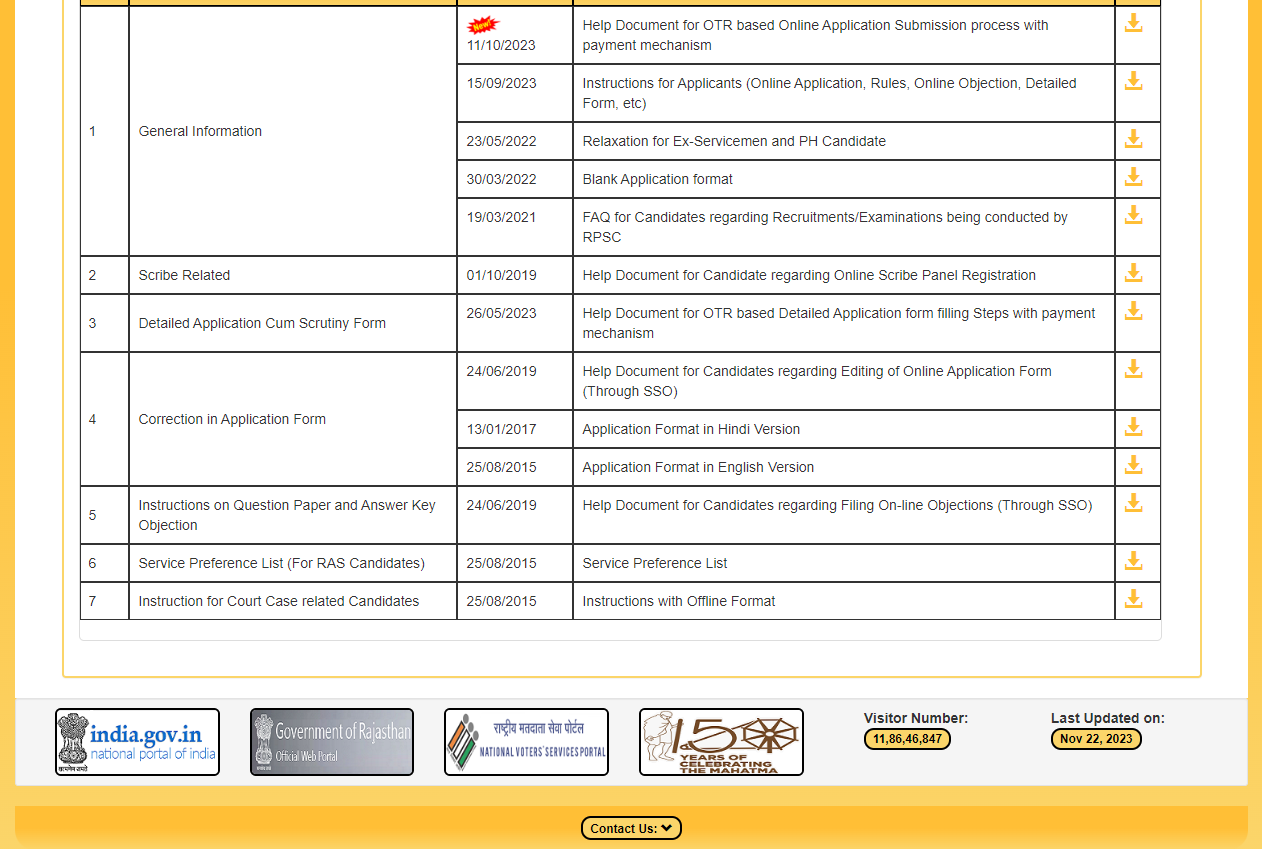 New!
11/10/2023
Help Document for OTR based Online Application Submission process with
payment mechanism
15/09/2023
Instructions for Applicants (Online Application, Rules, Online Objection, Detailed
Form, etc)
1
General Information
23/05/2022
Relaxation for Ex-Servicemen and PH Candidate
30/03/2022
Blank Application format
19/03/2021
FAQ for Candidates regarding Recruitments/Examinations being conducted by
RPSC
2
Scribe Related
01/10/2019
Help Document for Candidate regarding Online Scribe Panel Registration
3
Detailed Application Cum Scrutiny Form
26/05/2023
Help Document for OTR based Detailed Application form filling Steps with payment
mechanism
4
Correction in Application Form
24/06/2019
Help Document for Candidates regarding Editing of Online Application Form
(Through SSO)
13/01/2017
Application Format in Hindi Version
25/08/2015
Application Format in English Version
5
Instructions on Question Paper and Answer Key
Objection
24/06/2019
Help Document for Candidates regarding Filing On-line Objections (Through SSO)
6
Service Preference List (For RAS Candidates)
25/08/2015
Service Preference List
7
Instruction for Court Case related Candidates
25/08/2015
Instructions with Offline Format
india.gov.in
national portal of india
सत्यमेव जयते
Government of Rajasthan
Official Web Portal
राष्ट्रीय मतदाता सेवा पोर्टल
NATIONAL VOTERS' SERVICES PORTAL
150
YEARS OF
CELEBRATING
THE MAHATMA
Visitor Number:
11,86,46,847
Last Updated on:
Nov 22, 2023
Contact Us: